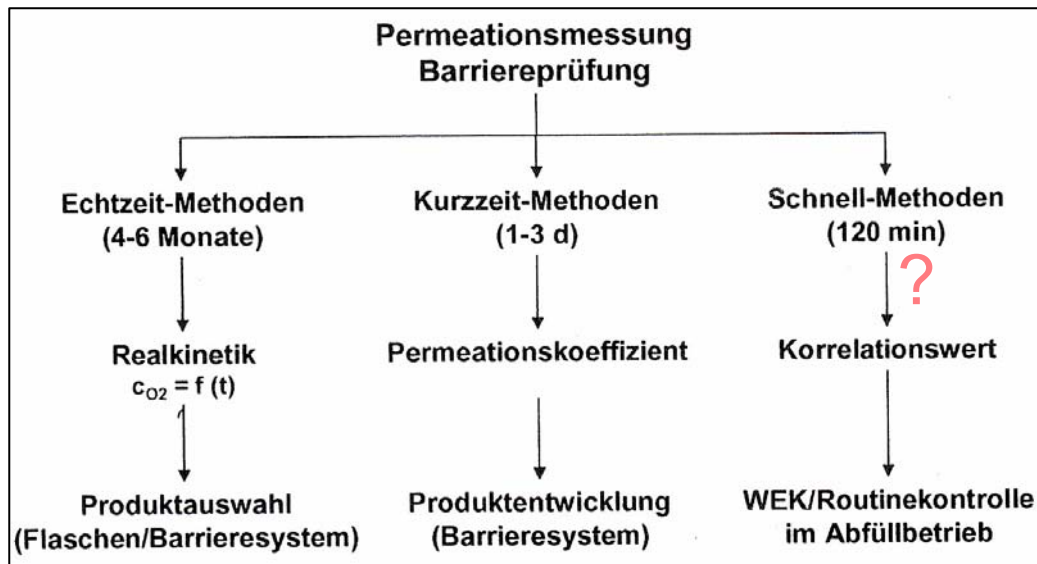 Permeationsmessung
Barriereprüfung
Echtzeit-Methoden
(4-6 Monate)
Kurzzeit-Methoden
(1-3 d)
Schnell-Methoden
(120 min)
?
Realkinetik
cO2 = f (t)
Permeationskoeffizient
Korrelationswert
Produktauswahl
(Flaschen/Barrieresystem)
Produktentwicklung
(Barrieresystem)
WEK/Routinekontrolle
im Abfüllbetrieb